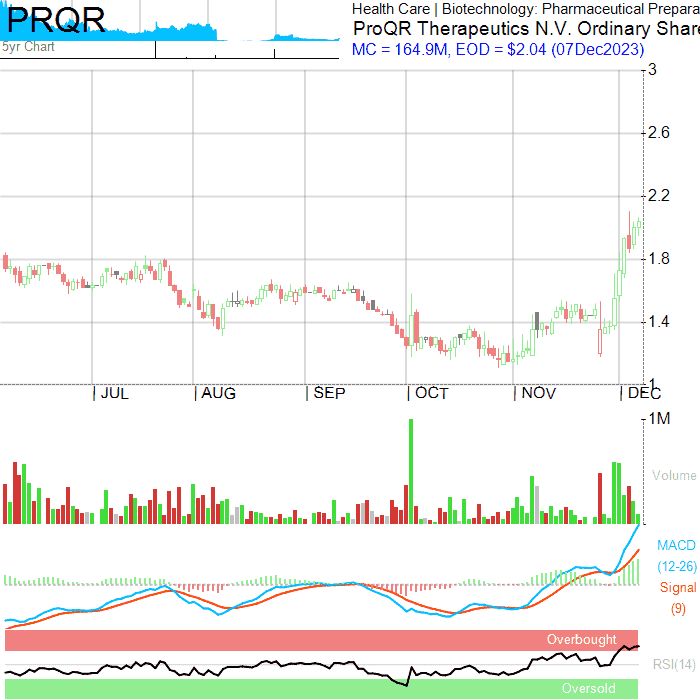 PRQR
5yr Chart
Health Care | Biotechnology: Pharmaceutical Prepara
ProQR Therapeutics N.V. Ordinary Share
MC = 164.9M, EOD = $2.04 (07Dec2023)
3
2.6
2.2
1.8
1.4
1
JUL AUG SEP OCT NOV DEC
1M
Volume
MACD
(12-26)
Signal
(9)
Overbought
RSI(14)
Oversold